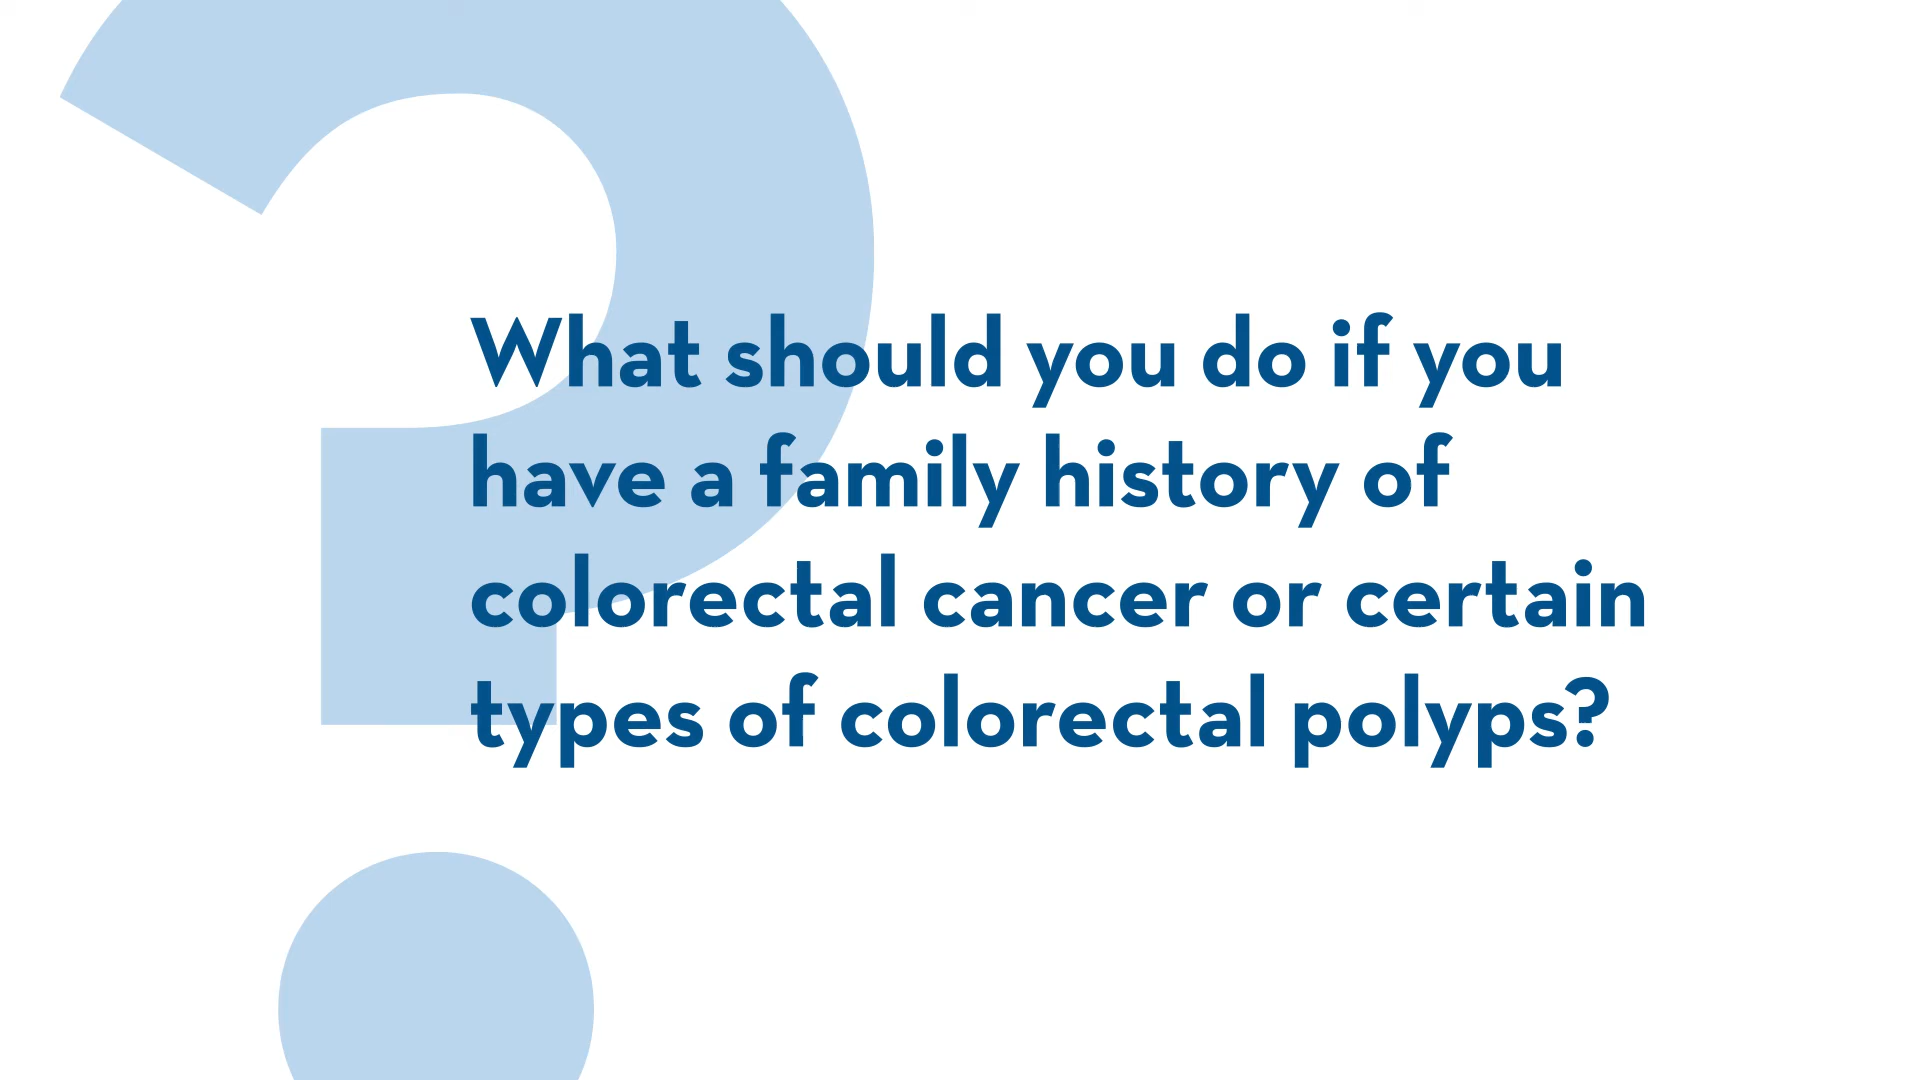 What should you do if you
have a family history of
colorectal cancer or certain
types of colorectal polyps?